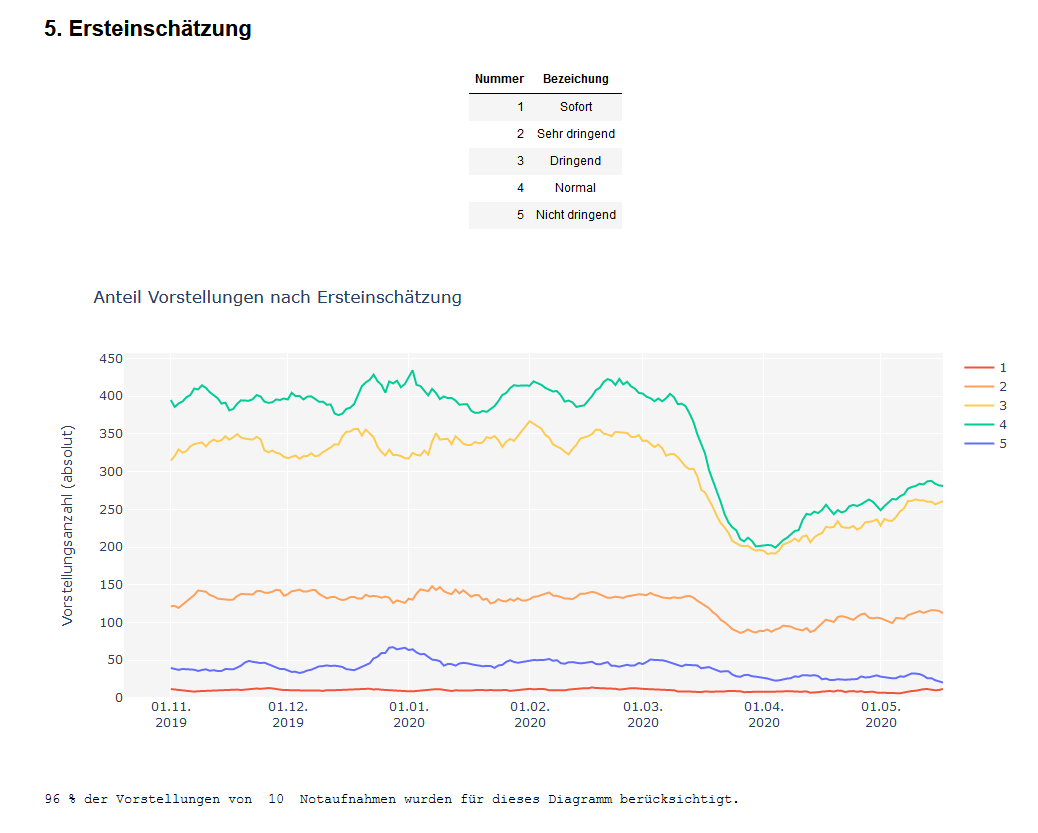 5. Ersteinschätzung
Nummer Bezeichung
1 Sofort
2 Sehr dringend
3 Dringend
4 Normal
5 Nicht dringend
Anteil Vorstellungen nach Ersteinschätzung
Vorstellungsanzahl (absolut)
450
400
350
300
250
200
150
100
50
0
01.11. 01.12. 01.01. 01.02. 01.03. 01.04. 01.05.
2019 2019 2020 2020 2020 2020 2020
1
2
3
4
5
96 % der Vorstellungen von 10 Notaufnahmen wurden für dieses Diagramm berücksichtigt.